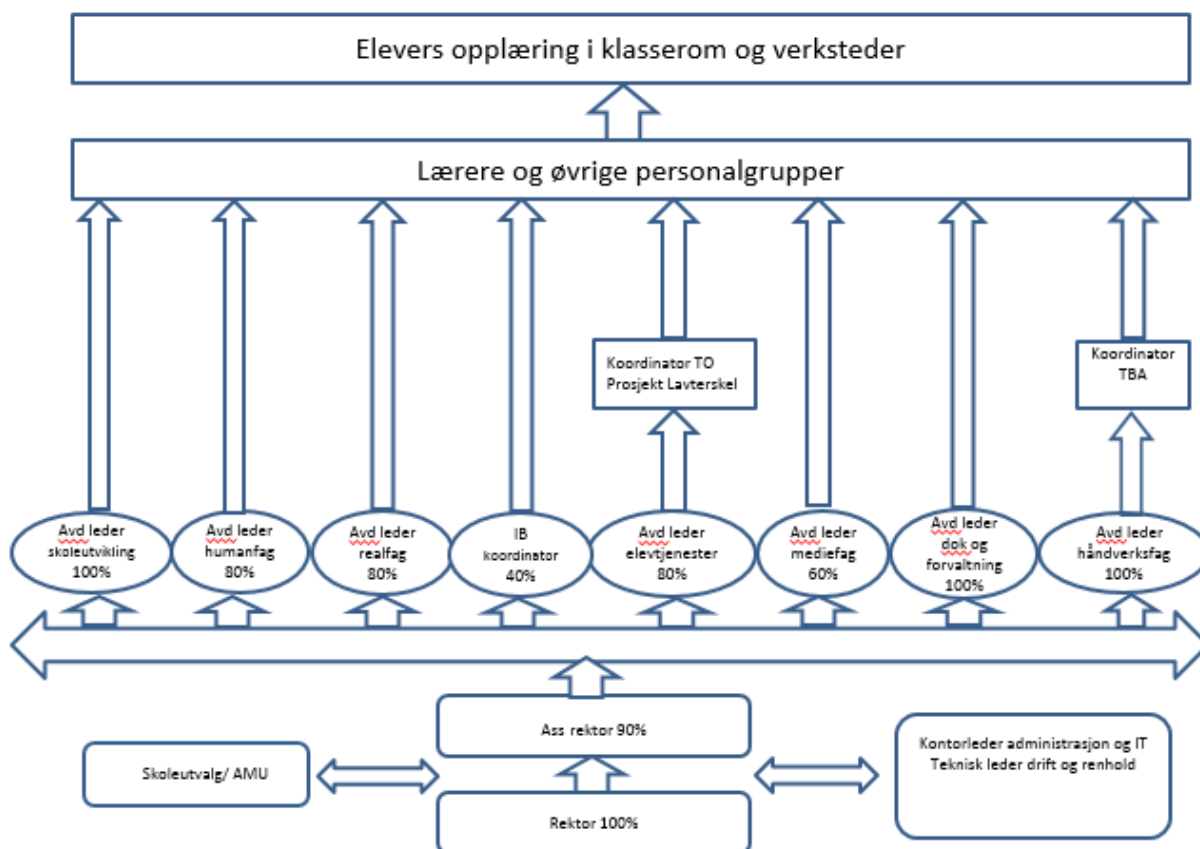 Elevers opplæring i klasserom og verksteder
Lærere og øvrige personalgrupper
Koordinator TO
Prosjekt Lavterskel
Koordinator
TBA
Avd leder
skoleutvikling
100%
Avd leder
humanfag
80%
Avd leder
realfag
80%
IB
koordinator
40%
Avd leder
elevtjenester
80%
Avd leder
mediefag
60%
Avd leder
dok og
forvaltning
100%
Avd leder
håndverksfag
100%
Ass rektor 90%
Skoleutvalg/ AMU
Kontorleder administrasjon og IT
Teknisk leder drift og renhold
Rektor 100%